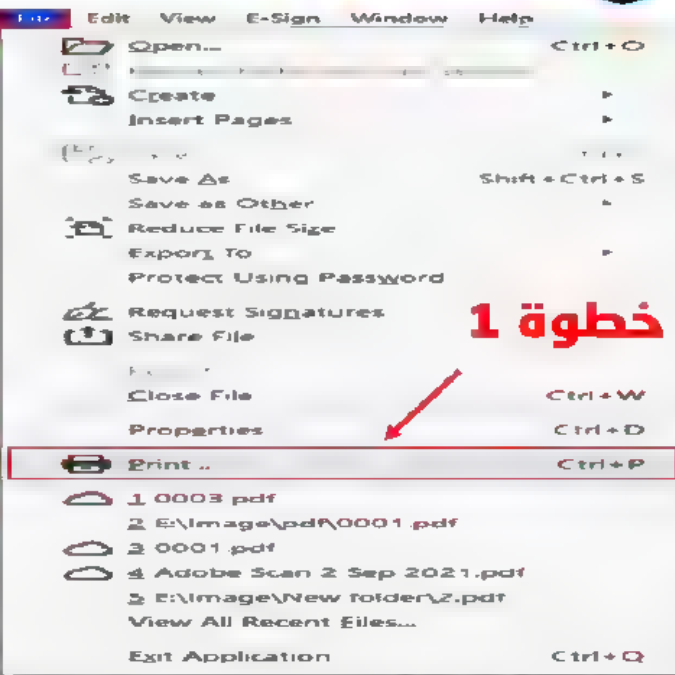 File Edit View E-Sign Window Help
Open... Ctrl+O
Create
Insert Pages
Save As Shift+Ctrl+S
Save as Other
Reduce File Size
Export To
Protect Using Password
Request Signatures
خطوة 1
Share File
Close File Ctrl+W
Properties Ctrl+D
Print... Ctrl+P
1 0003.pdf
2 E:\Image\pdf\0001.pdf
3 0001.pdf
4 Adobe Scan 2 Sep 2021.pdf
5 E:\Image\New folder\2.pdf
View All Recent Files...
Exit Application Ctrl+Q